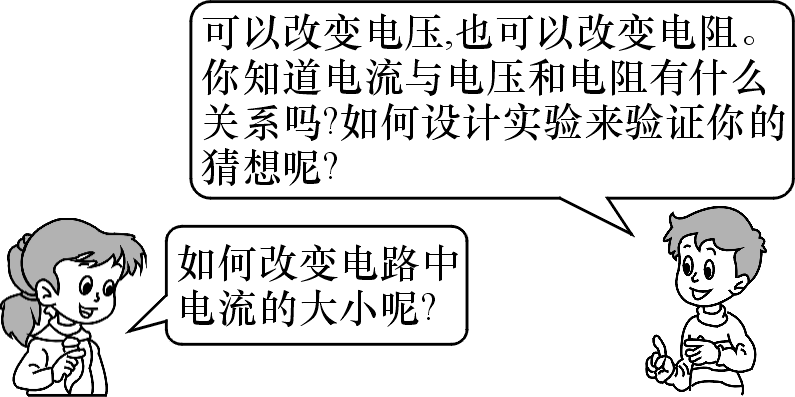 可以改变电压,也可以改变电阻。
你知道电流与电压和电阻有什么
关系吗?如何设计实验来验证你的
猜想呢?
如何改变电路中
电流的大小呢?